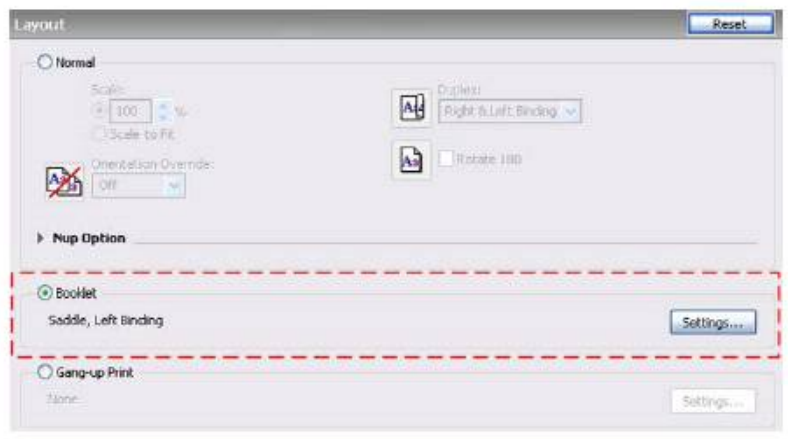 Layout
Reset
Normal
Scale:
100 %
Scale to Fit
Duplex:
Right & Left Binding
Rotate 180
Orientation Override:
Off
Nup Option
Booklet
Saddle, Left Binding
Settings...
Gang-up Print
None
Settings...